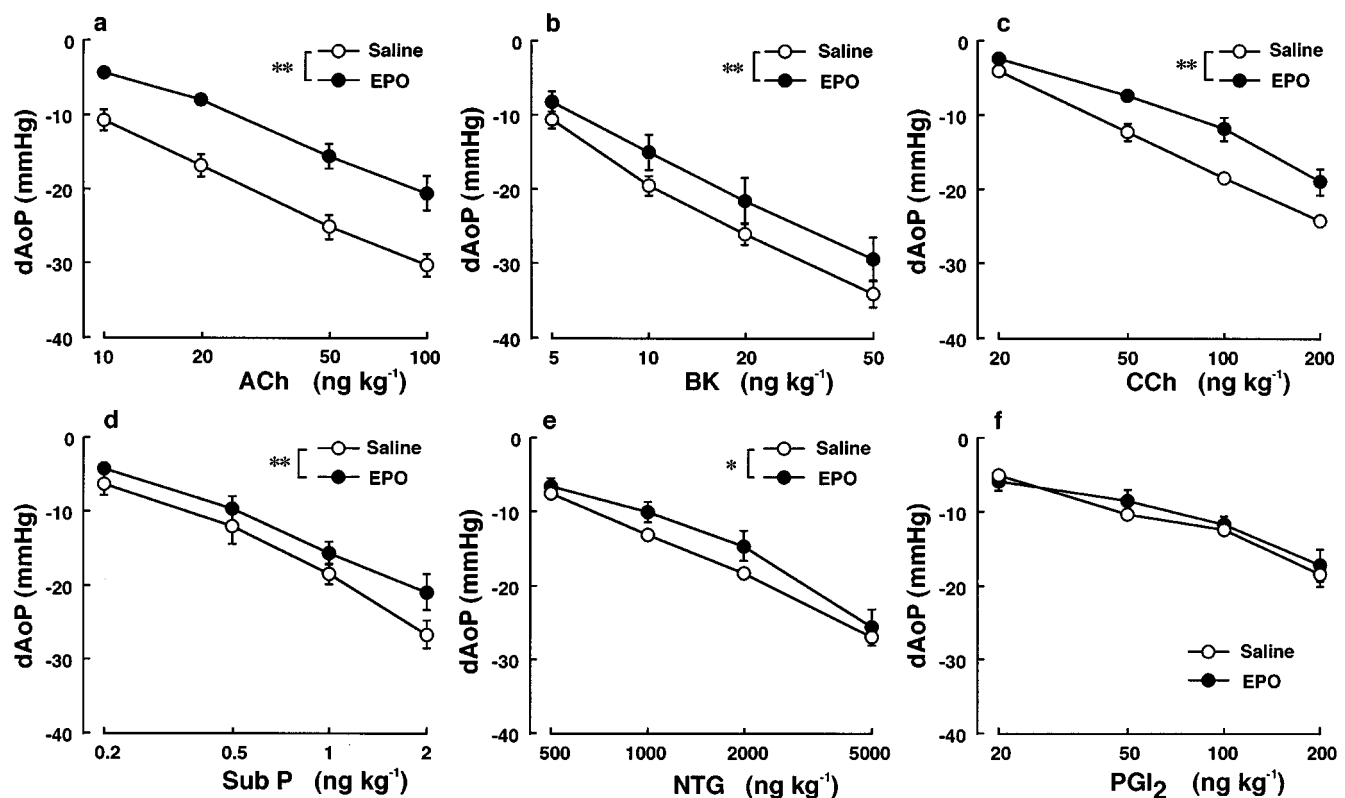 a
Saline
EPO
**
0
-10
-20
-30
-40
dAoP (mmHg)
10 20 50 100
ACh (ng kg⁻¹)
b
Saline
EPO
**
0
-10
-20
-30
-40
dAoP (mmHg)
5 10 20 50
BK (ng kg⁻¹)
c
Saline
EPO
**
0
-10
-20
-30
-40
dAoP (mmHg)
20 50 100 200
CCh (ng kg⁻¹)
d
Saline
EPO
**
0
-10
-20
-30
-40
dAoP (mmHg)
0.2 0.5 1 2
Sub P (ng kg⁻¹)
e
Saline
EPO
*
0
-10
-20
-30
-40
dAoP (mmHg)
500 1000 2000 5000
NTG (ng kg⁻¹)
f
0
-10
-20
-30
-40
dAoP (mmHg)
Saline
EPO
20 50 100 200
PGI₂ (ng kg⁻¹)